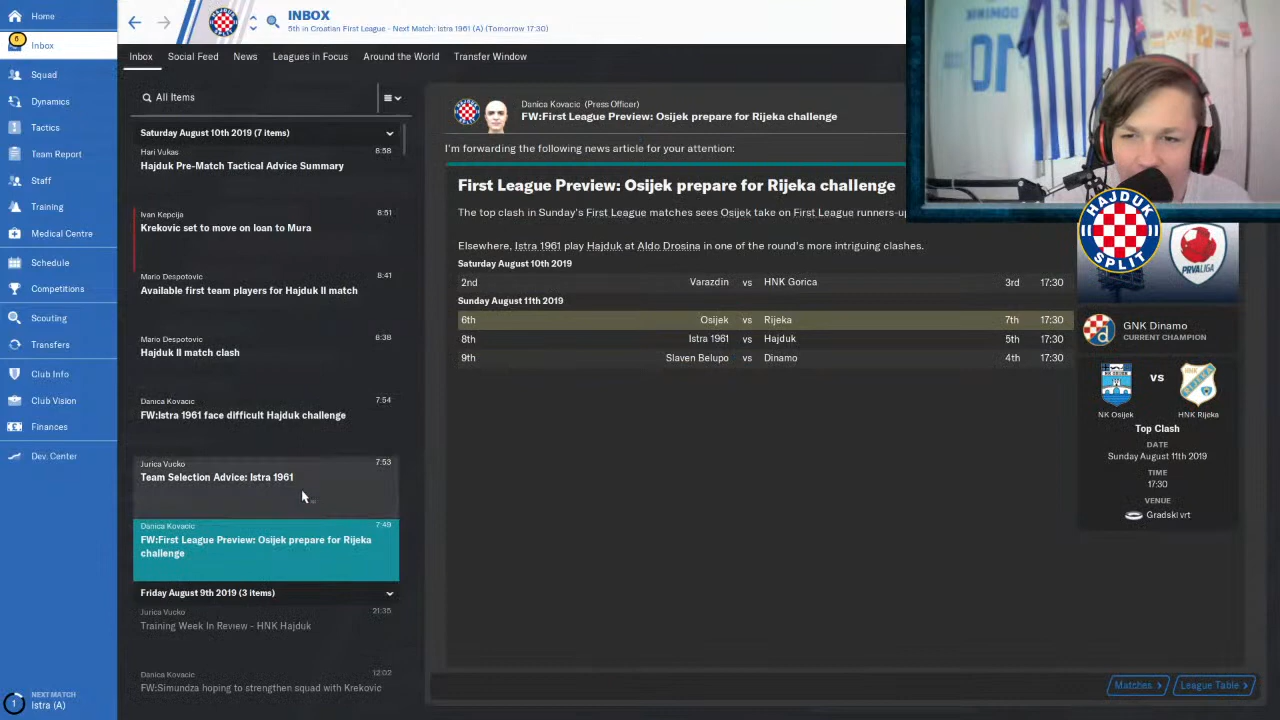 Home
6
Inbox
Squad
Dynamics
Tactics
Team Report
Staff
Training
Medical Centre
Schedule
Competitions
Scouting
Transfers
Club Info
Club Vision
Finances
Dev. Center
1
NEXT MATCH
Istra (A)
INBOX
5th in Croatian First League - Next Match: Istra 1961 (A) (Tomorrow 17:30)
Inbox
Social Feed
News
Leagues in Focus
Around the World
Transfer Window
All Items
Saturday August 10th 2019 (7 items)
Hari Vukas 8:58
Hajduk Pre-Match Tactical Advice Summary
Ivan Kepcija 8:51
Krekovic set to move on loan to Mura
Mario Despotovic 8:41
Available first team players for Hajduk II match
Mario Despotovic 8:38
Hajduk II match clash
Danica Kovacic 7:54
FW:Istra 1961 face difficult Hajduk challenge
Jurica Vucko 7:53
Team Selection Advice: Istra 1961
Danica Kovacic 7:49
FW:First League Preview: Osijek prepare for Rijeka
challenge
Friday August 9th 2019 (3 items)
Jurica Vucko 21:35
Training Week In Review - HNK Hajduk
Danica Kovacic 12:02
FW:Simundza hoping to strengthen squad with Krekovic
Danica Kovacic (Press Officer)
FW:First League Preview: Osijek prepare for Rijeka challenge
I'm forwarding the following news article for your attention:
First League Preview: Osijek prepare for Rijeka challenge
The top clash in Sunday's First League matches sees Osijek take on First League runners-up
Elsewhere, Istra 1961 play Hajduk at Aldo Drosina in one of the round's more intriguing clashes.
Saturday August 10th 2019
2nd Varazdin vs HNK Gorica 3rd 17:30
Sunday August 11th 2019
6th Osijek vs Rijeka 7th 17:30
8th Istra 1961 vs Hajduk 5th 17:30
9th Slaven Belupo vs Dinamo 4th 17:30
DOMINIK
10
HAJDUK
SPLIT
PRVALIGA
GNK Dinamo
CURRENT CHAMPION
VS
NK Osijek
HNK Rijeka
Top Clash
DATE
Sunday August 11th 2019
TIME
17:30
VENUE
Gradski vrt
Matches
League Table